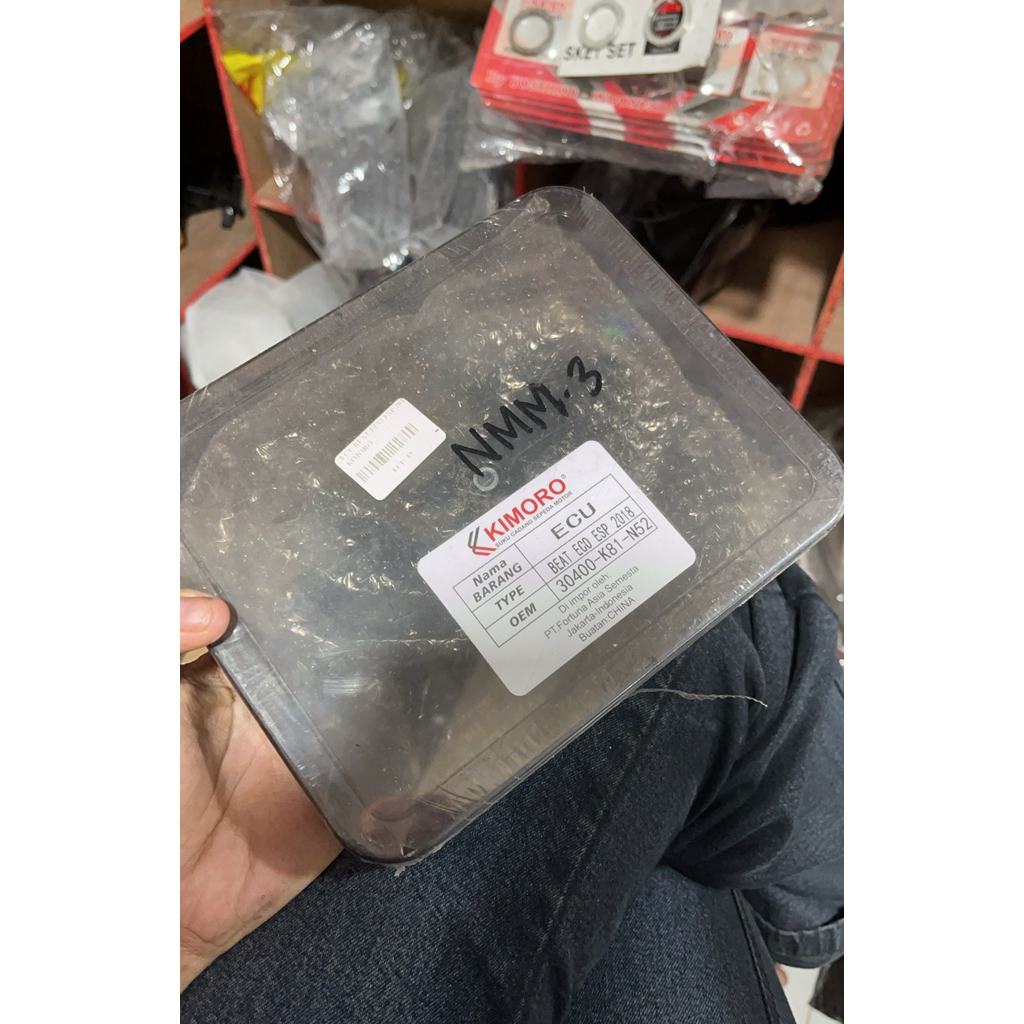 SKEY SET
NMM.3
KIMORO®
SUKU CADANG SEPEDA MOTOR
Nama BARANG ECU
TYPE BEAT ECO ESP 2018
OEM 30400-K81-N52
Di impor oleh:
PT.Fortuna Asia Semesta
Jakarta-Indonesia
Buatan:CHINA